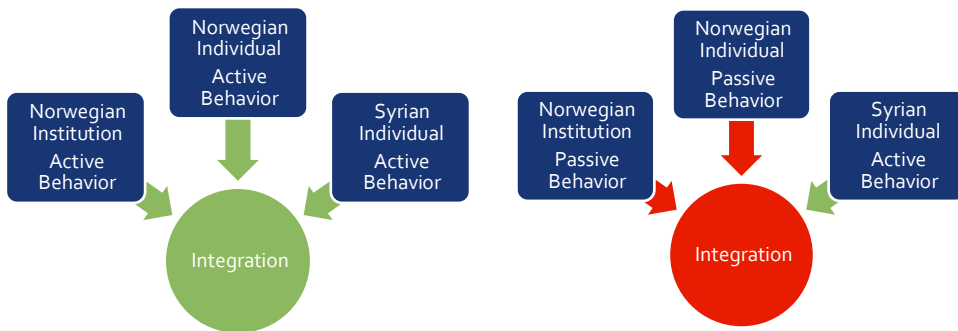 Norwegian
Individual
Active
Behavior
Norwegian
Institution
Active
Behavior
Syrian
Individual
Active
Behavior
Integration
Norwegian
Individual
Passive
Behavior
Norwegian
Institution
Passive
Behavior
Syrian
Individual
Active
Behavior
Integration